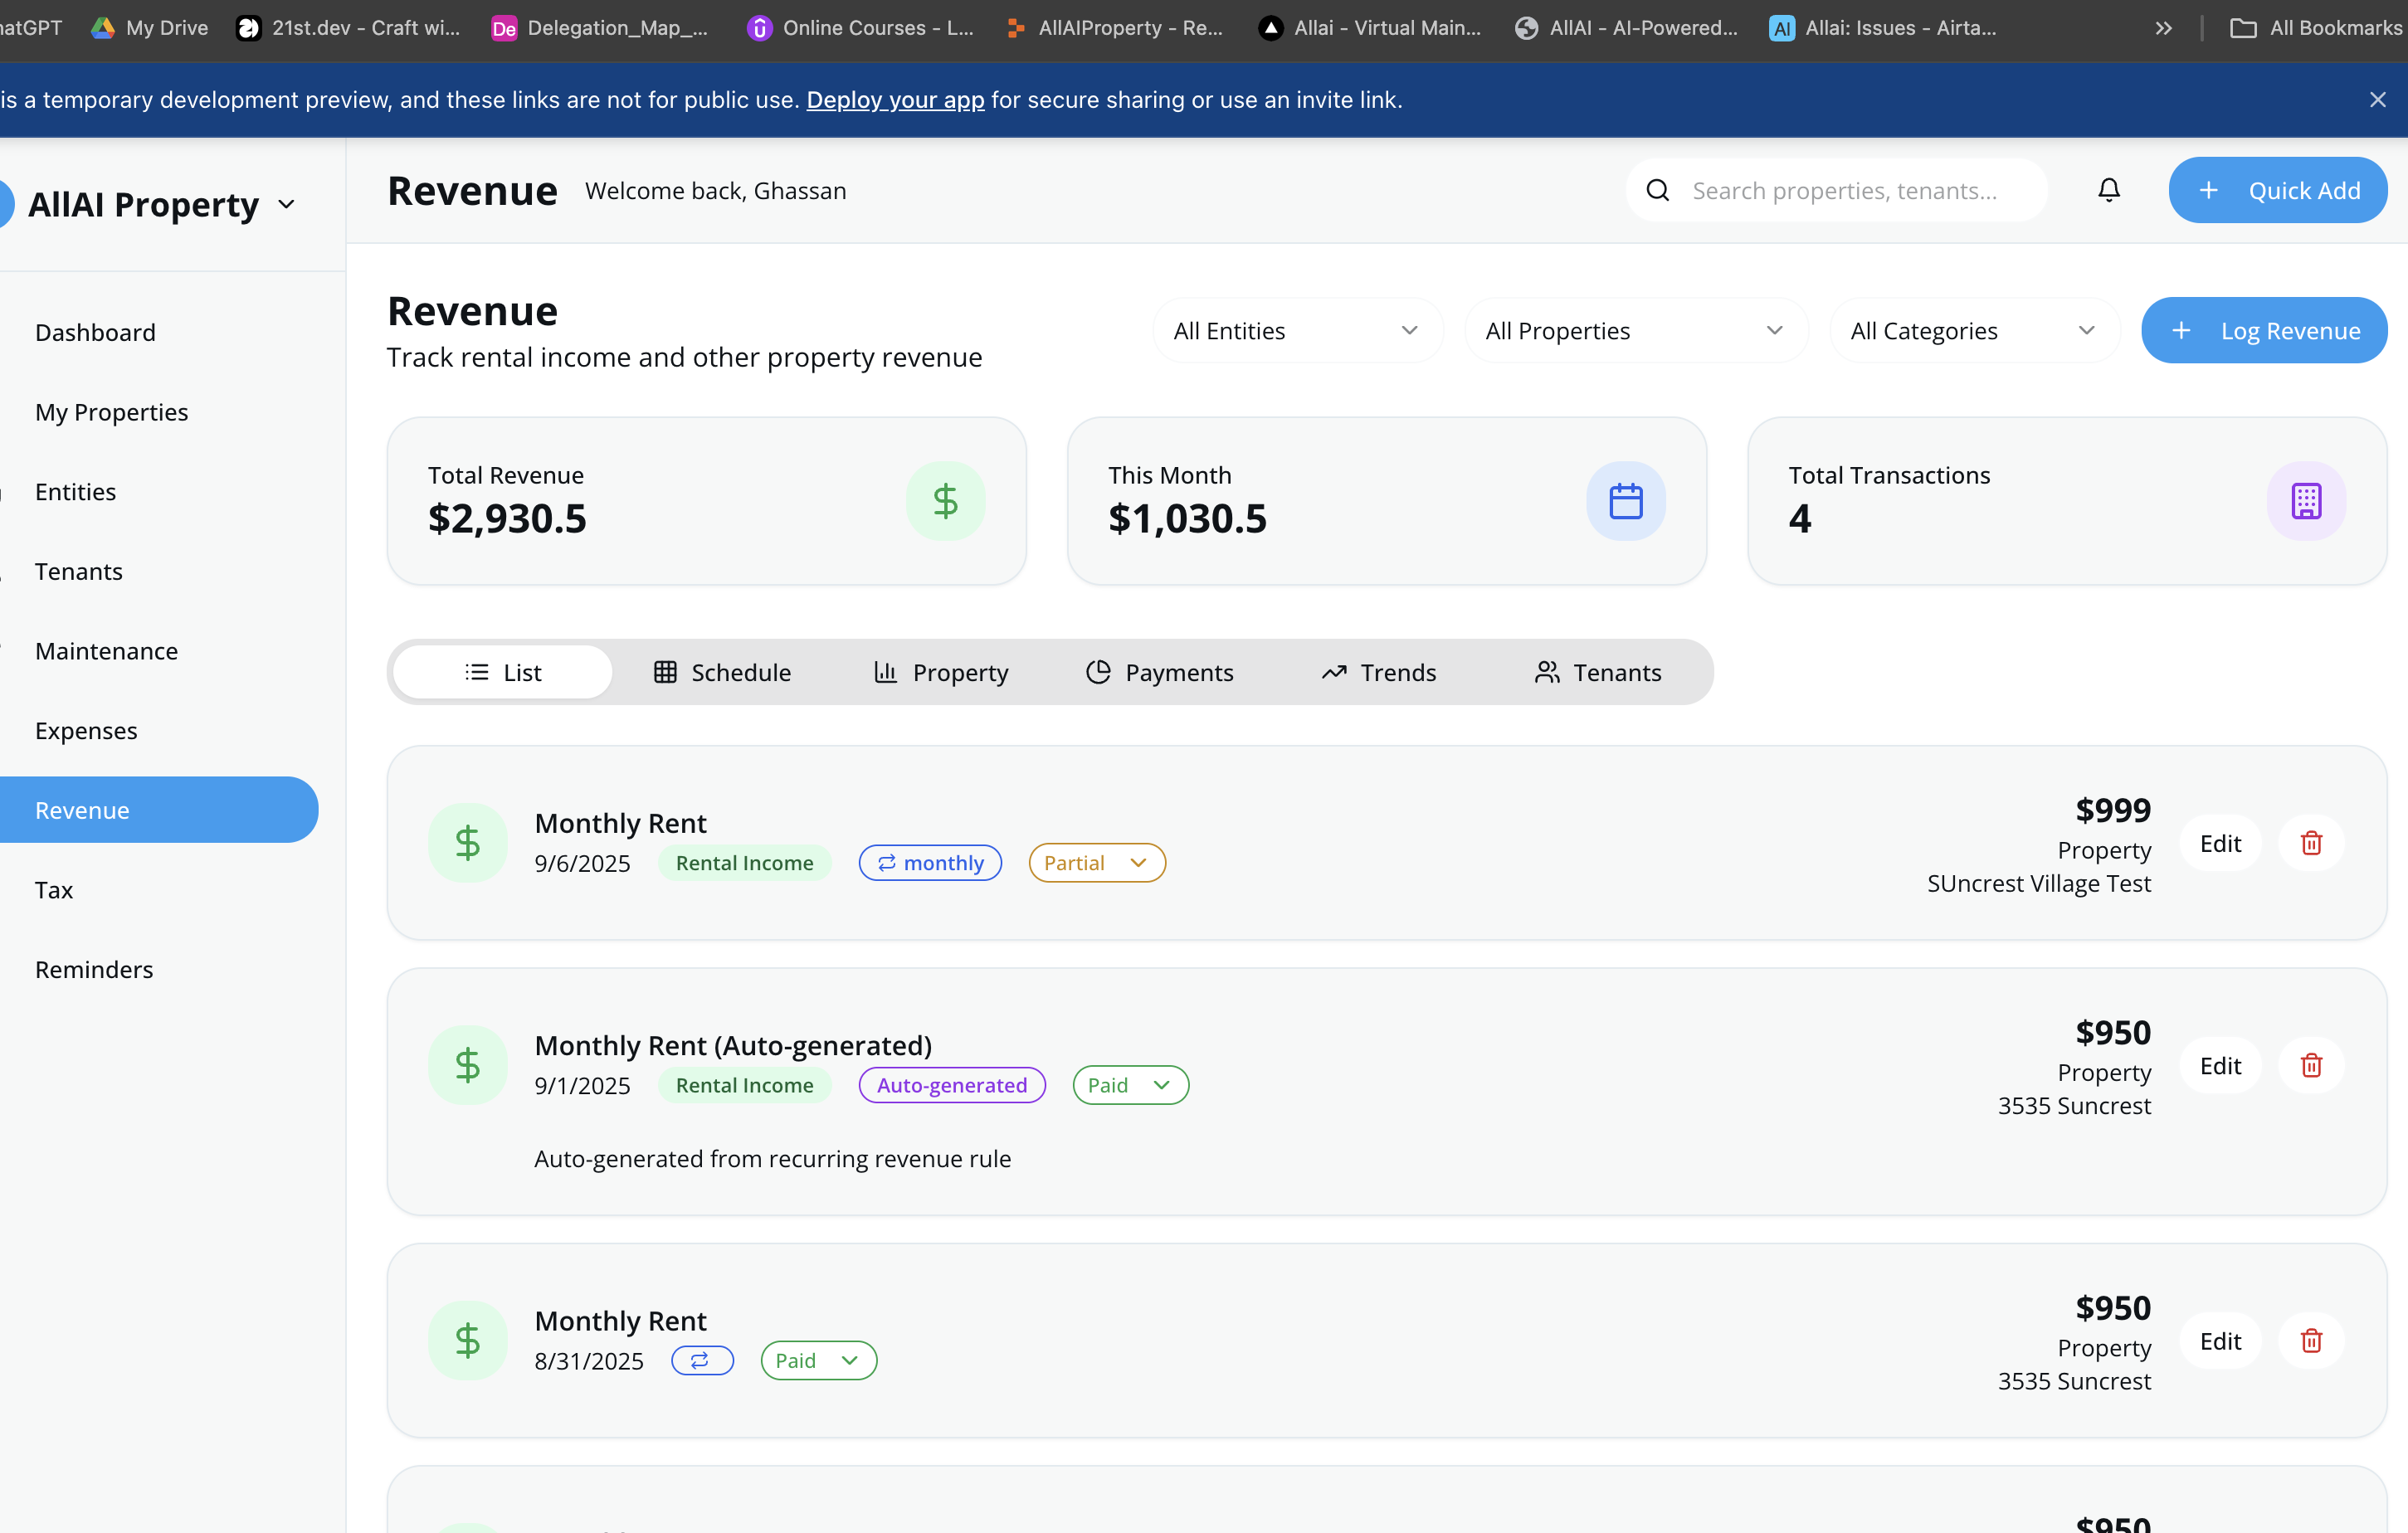 hatGPT My Drive 21st.dev - Craft wi... De Delegation_Map_... Online Courses - L... AllAIProperty - Re... Allai - Virtual Main... AllAI - AI-Powered... AI Allai: Issues - Airta... All Bookmarks
is a temporary development preview, and these links are not for public use. Deploy your app for secure sharing or use an invite link.
AllAI Property
Revenue Welcome back, Ghassan Search properties, tenants... Quick Add
Dashboard
My Properties
Entities
Tenants
Maintenance
Expenses
Revenue
Tax
Reminders
Revenue
Track rental income and other property revenue
All Entities All Properties All Categories + Log Revenue
Total Revenue
$2,930.5
This Month
$1,030.5
Total Transactions
4
List Schedule Property Payments Trends Tenants
Monthly Rent
9/6/2025 Rental Income monthly Partial
$999
Property
SUncrest Village Test
Edit
Monthly Rent (Auto-generated)
9/1/2025 Rental Income Auto-generated Paid
Auto-generated from recurring revenue rule
$950
Property
3535 Suncrest
Edit
Monthly Rent
8/31/2025 Paid
$950
Property
3535 Suncrest
Edit
$950